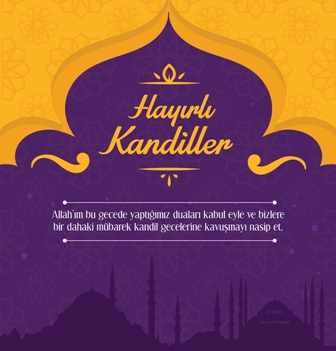 Hayırlı
Kandiller
Allah'ım bu gecede yaptığımız duaları kabul eyle ve bizlere
bir dahaki mübarek kandil gecelerine kavuşmayı nasip et.